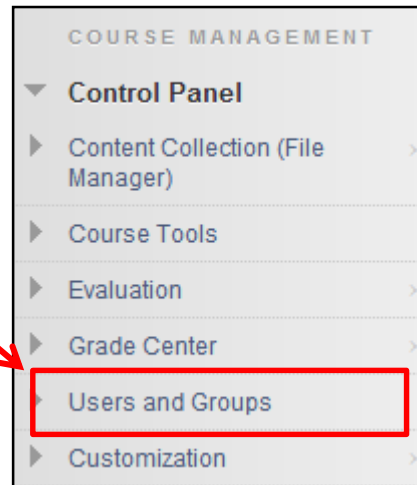 COURSE MANAGEMENT
Control Panel
Content Collection (File
Manager)
Course Tools
Evaluation
Grade Center
Users and Groups
Customization